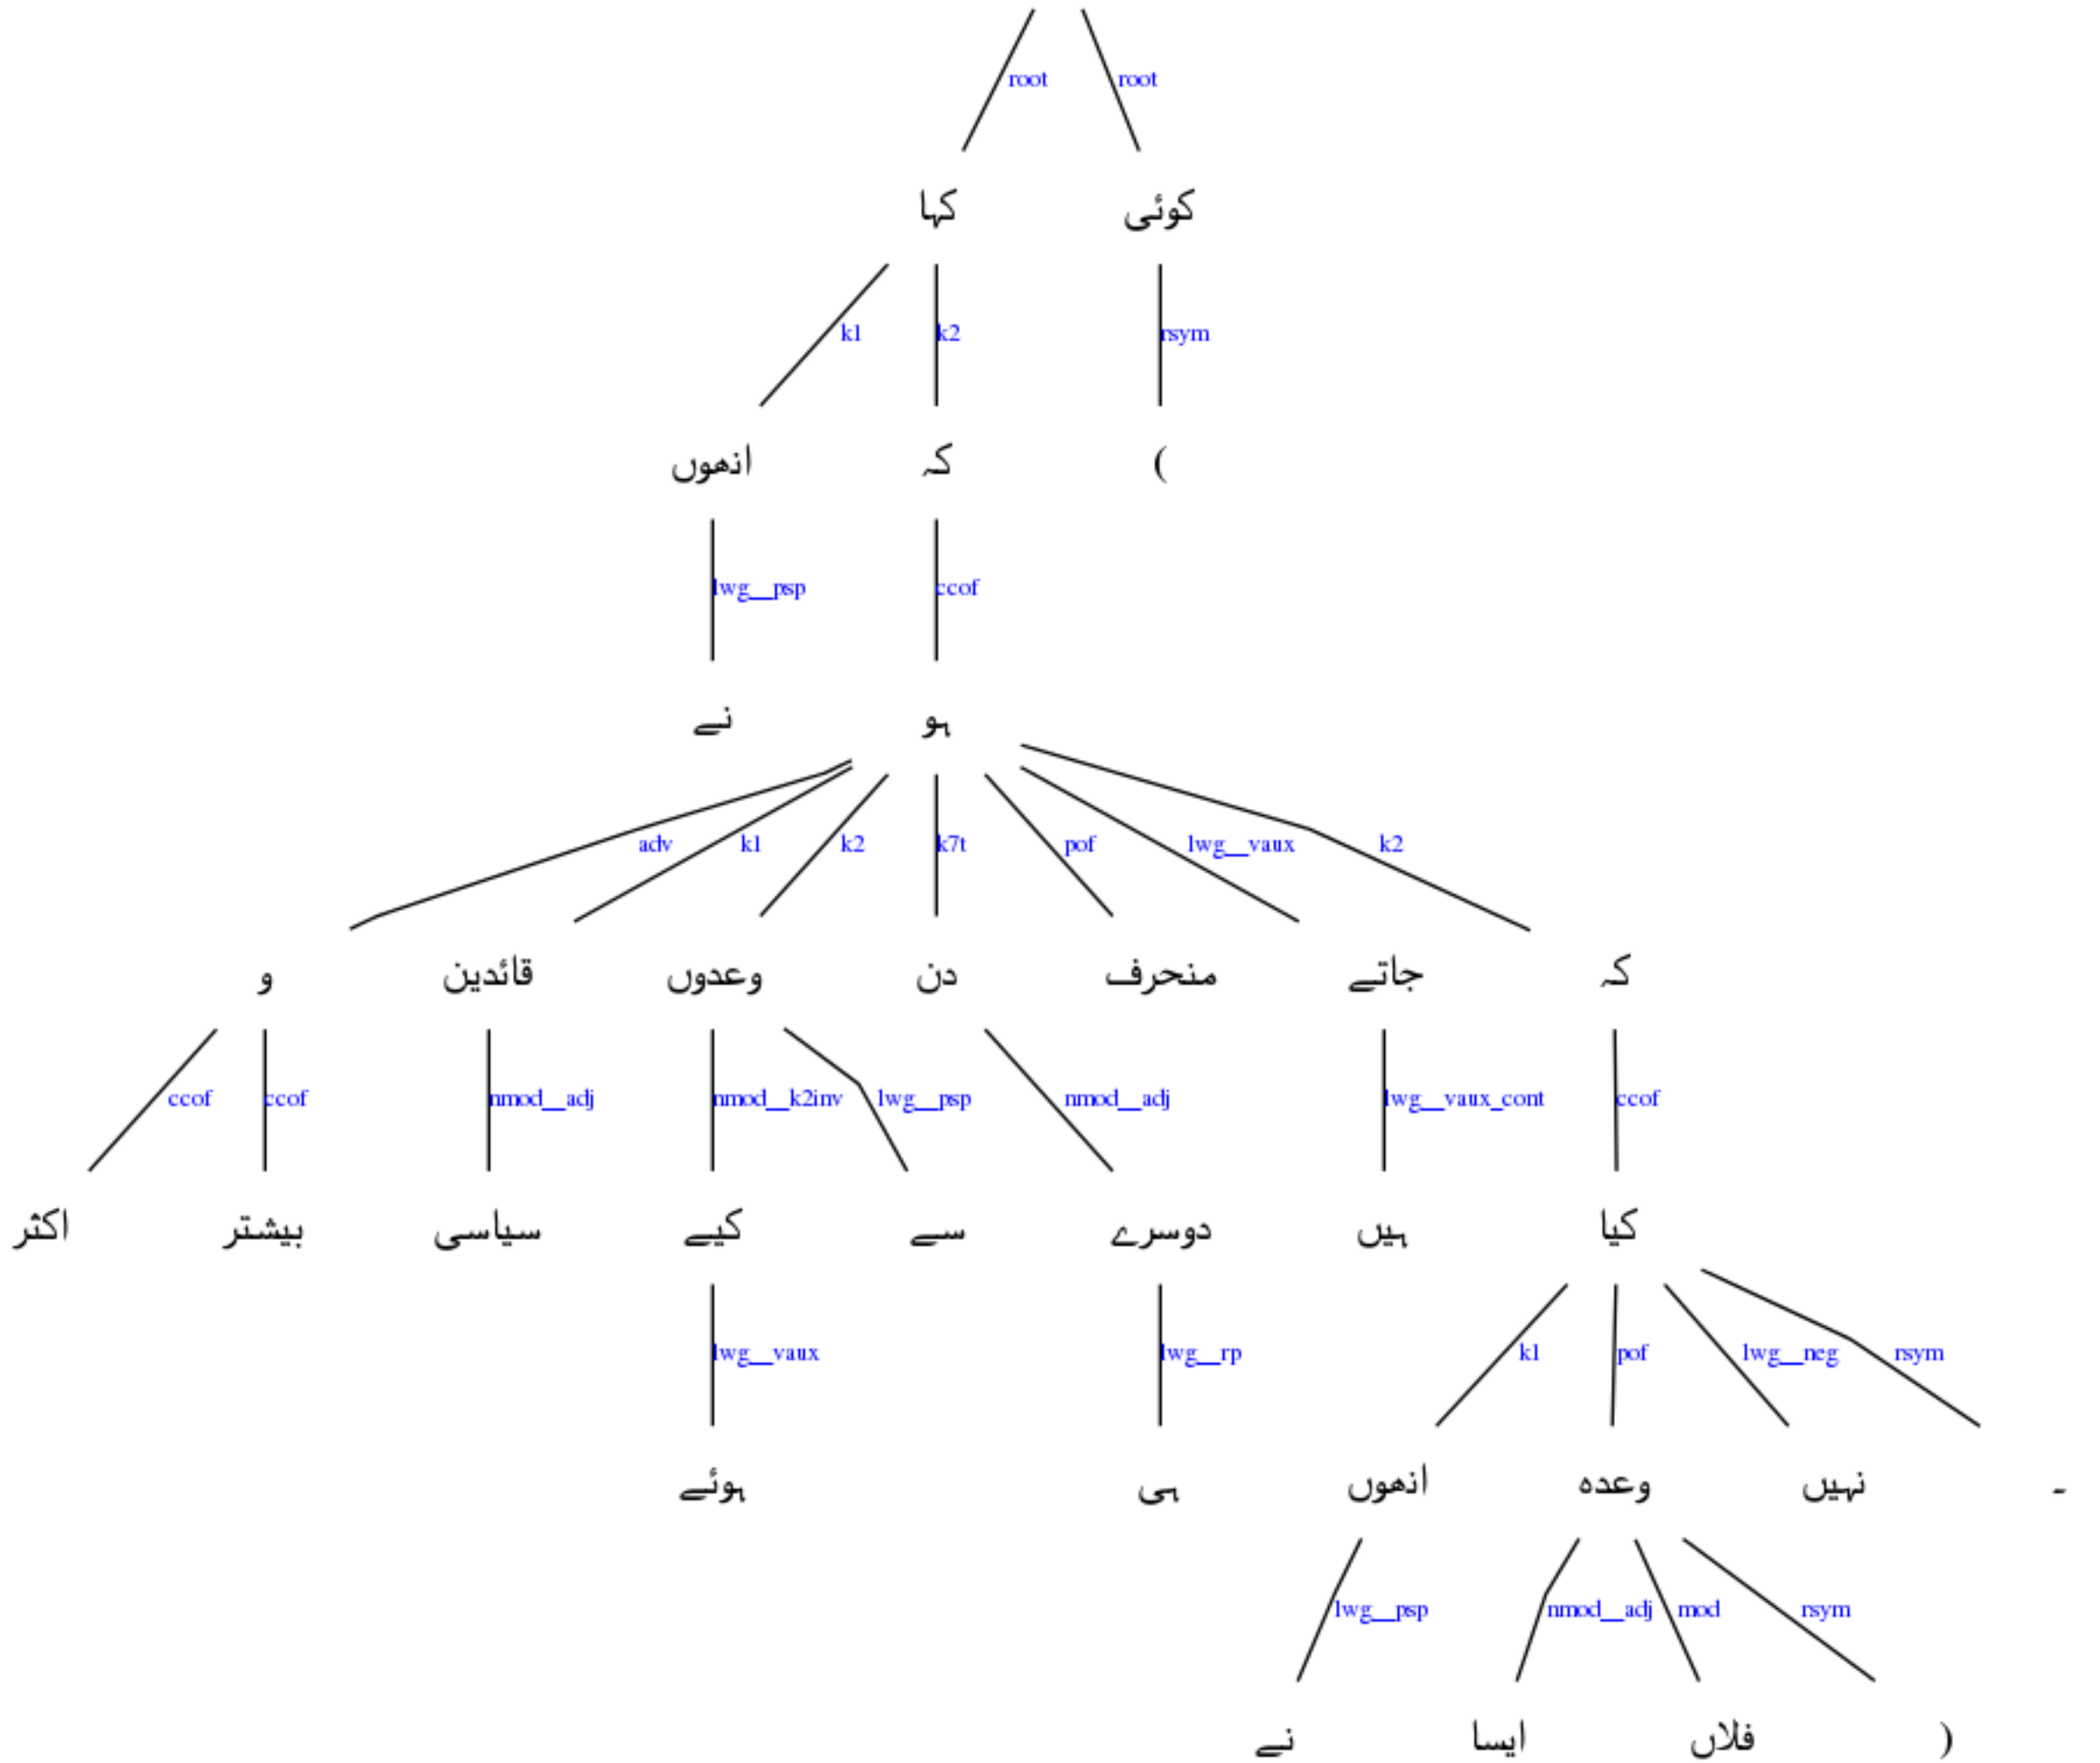 root root
کہا کوئی
k1 k2 rsym
انھوں کہ (
lwg__psp ccof
نے ہو
adv k1 k2 k7t pof lwg__vaux k2
و قائدین وعدوں دن منحرف جاتے کہ
ccof ccof nmod__adj nmod__k2inv lwg__psp nmod__adj lwg__vaux_cont ccof
اکثر بیشتر سیاسی کیے سے دوسرے ہیں کیا
lwg__vaux lwg__rp k1 pof lwg__neg rsym
ہوئے ہی انھوں وعدہ نہیں ۔
lwg__psp nmod__adj mod rsym
نے ایسا فلاں )